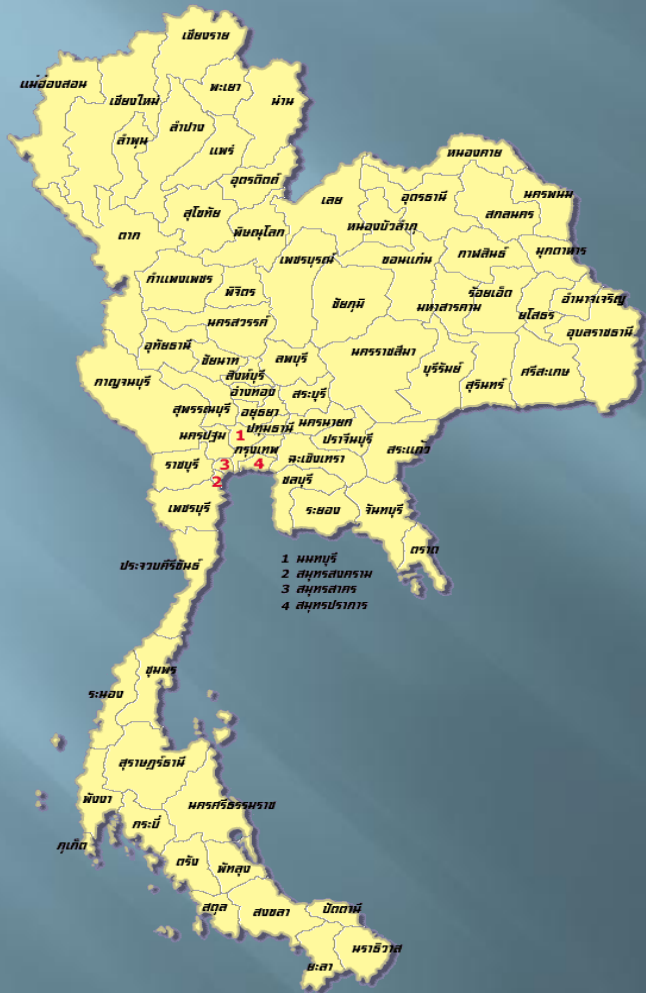 เชียงราย
แม่ฮ่องสอน
เชียงใหม่
พะเยา
น่าน
ลำปาง
ลำพูน
แพร่
อุตรดิตถ์
ตาก
สุโขทัย
พิษณุโลก
กำแพงเพชร
พิจิตร
เพชรบูรณ์
นครสวรรค์
อุทัยธานี
ชัยนาท
สิงห์บุรี
ลพบุรี
อ่างทอง
สระบุรี
กาญจนบุรี
สุพรรณบุรี
อยุธยา
นครปฐม
1
ปทุมธานี
นครนายก
กรุงเทพ
ปราจีนบุรี
ราชบุรี
3
4
ฉะเชิงเทรา
สระแก้ว
2
เพชรบุรี
ชลบุรี
ระยอง
จันทบุรี
ตราด
ประจวบคีรีขันธ์
หนองคาย
เลย
อุดรธานี
นครพนม
สกลนคร
หนองบัวลำภู
ขอนแก่น
กาฬสินธุ์
มุกดาหาร
ชัยภูมิ
มหาสารคาม
ร้อยเอ็ด
ยโสธร
อำนาจเจริญ
อุบลราชธานี
นครราชสีมา
บุรีรัมย์
สุรินทร์
ศรีสะเกษ
1 นนทบุรี
2 สมุทรสงคราม
3 สมุทรสาคร
4 สมุทรปราการ
ชุมพร
ระนอง
สุราษฎร์ธานี
พังงา
นครศรีธรรมราช
กระบี่
ภูเก็ต
ตรัง
พัทลุง
สตูล
สงขลา
ปัตตานี
นราธิวาส
ยะลา